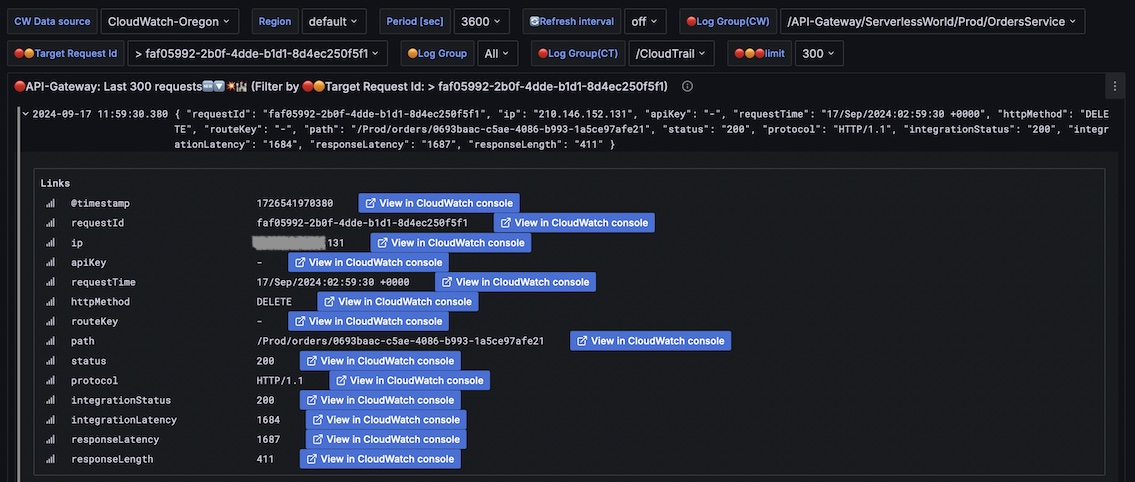 CW Data source CloudWatch-Oregon Region default Period [sec] 3600 🔄Refresh interval off 🔴Log Group(CW) /API-Gateway/ServerlessWorld/Prod/OrdersService
🔴🟠Target Request Id > faf05992-2b0f-4dde-b1d1-8d4ec250f5f1 🟠Log Group All 🔴Log Group(CT) /CloudTrail 🔴🟠🔴limit 300
🔴API-Gateway: Last 300 requests🆕🔽💥🏰 (Filter by 🔴🟠Target Request Id: > faf05992-2b0f-4dde-b1d1-8d4ec250f5f1)
2024-09-17 11:59:30.380 { "requestId": "faf05992-2b0f-4dde-b1d1-8d4ec250f5f1", "ip": "210.146.152.131", "apiKey": "-", "requestTime": "17/Sep/2024:02:59:30 +0000", "httpMethod": "DELE
TE", "routeKey": "-", "path": "/Prod/orders/0693baac-c5ae-4086-b993-1a5ce97afe21", "status": "200", "protocol": "HTTP/1.1", "integrationStatus": "200", "integr
ationLatency": "1684", "responseLatency": "1687", "responseLength": "411" }
Links
@timestamp 1726541970380 View in CloudWatch console
requestId faf05992-2b0f-4dde-b1d1-8d4ec250f5f1 View in CloudWatch console
ip 131 View in CloudWatch console
apiKey - View in CloudWatch console
requestTime 17/Sep/2024:02:59:30 +0000 View in CloudWatch console
httpMethod DELETE View in CloudWatch console
routeKey - View in CloudWatch console
path /Prod/orders/0693baac-c5ae-4086-b993-1a5ce97afe21 View in CloudWatch console
status 200 View in CloudWatch console
protocol HTTP/1.1 View in CloudWatch console
integrationStatus 200 View in CloudWatch console
integrationLatency 1684 View in CloudWatch console
responseLatency 1687 View in CloudWatch console
responseLength 411 View in CloudWatch console